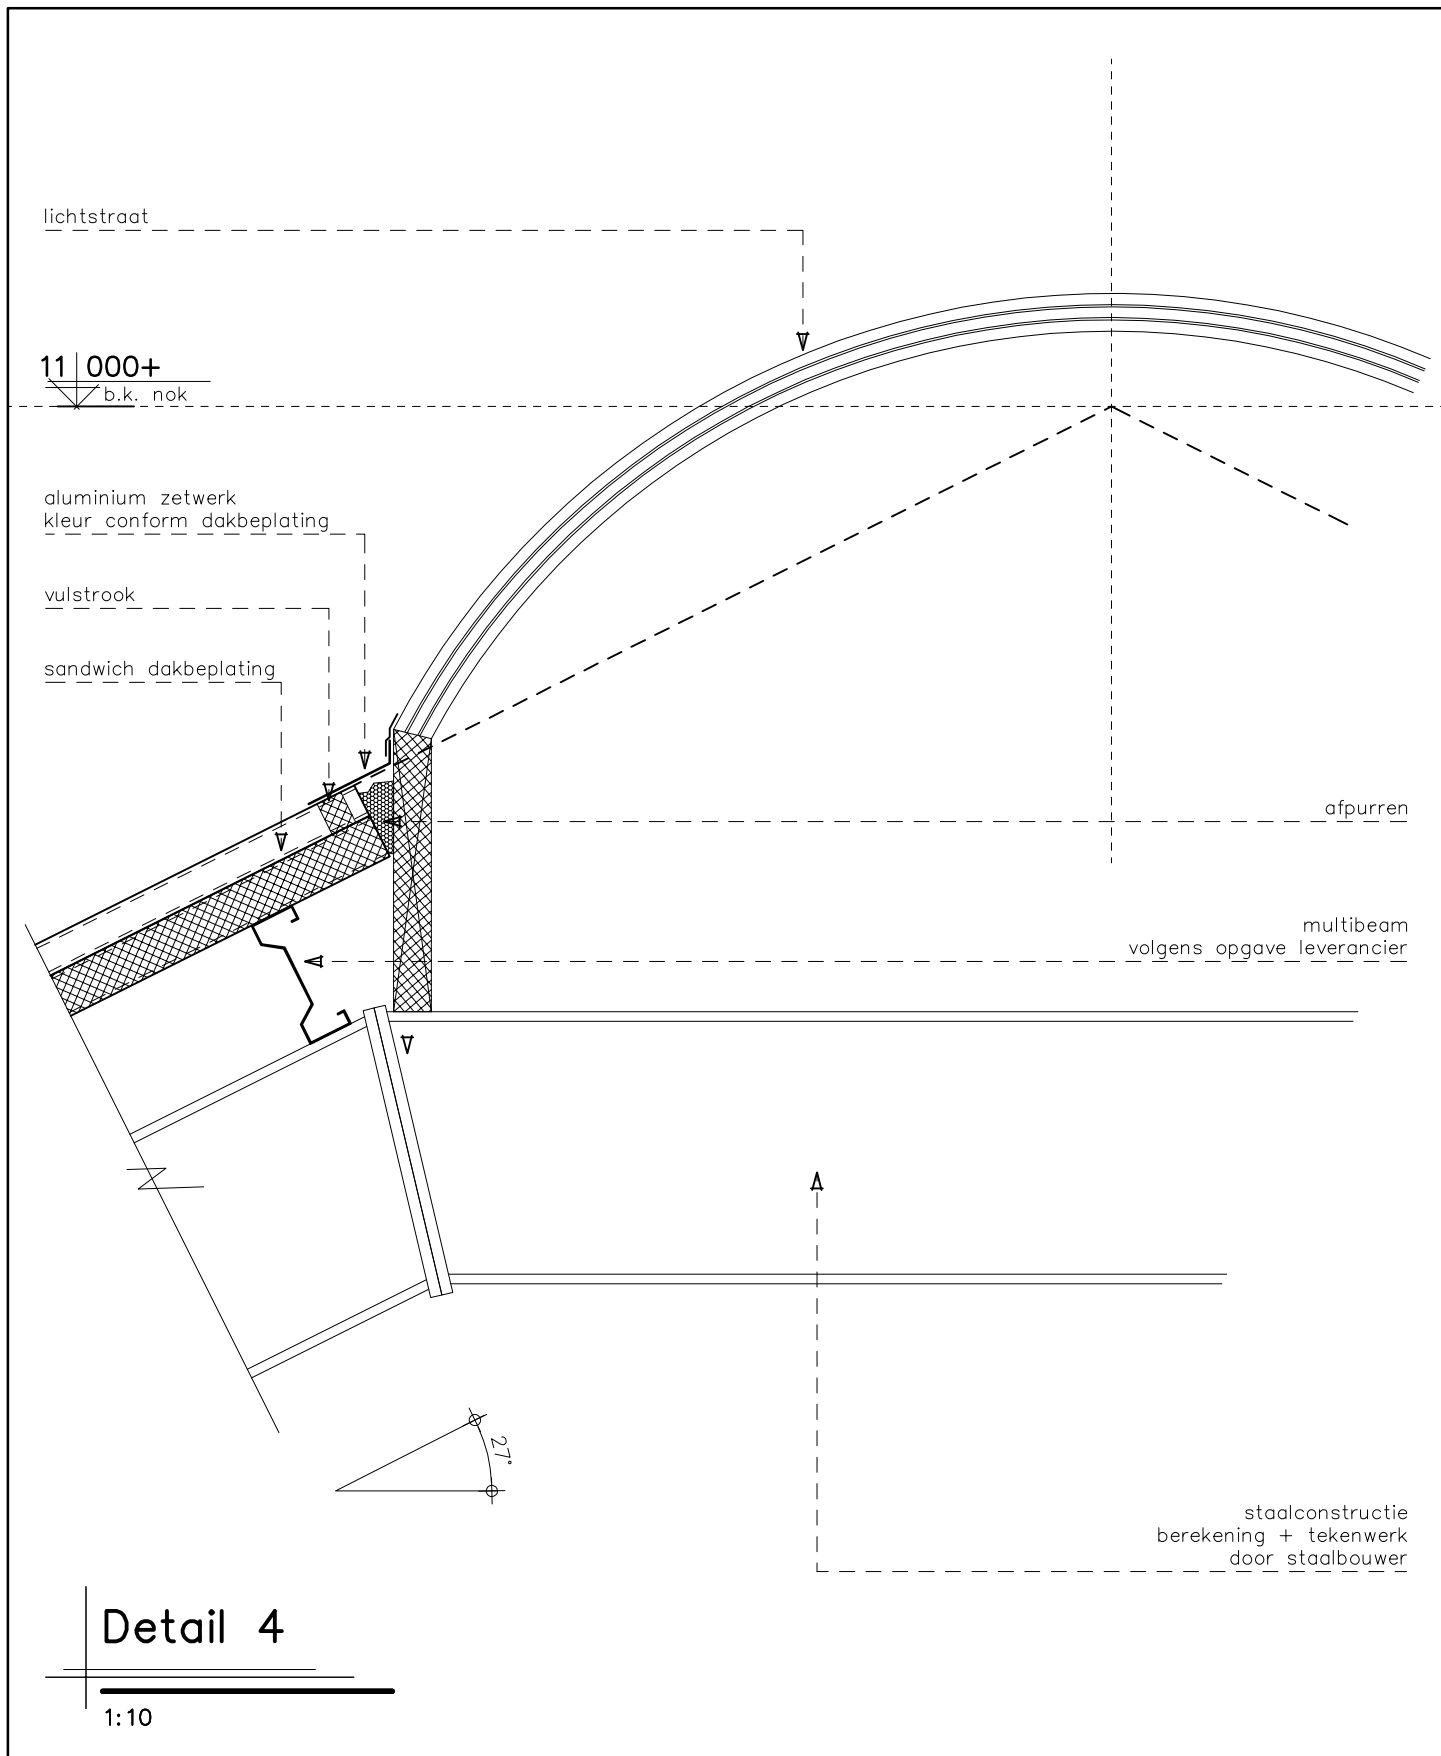 lichtstraat
11 000+
b.k. nok
aluminium zetwerk
kleur conform dakbeplating
vulstrook
sandwich dakbeplating
afpurren
multibeam
volgens opgave leverancier
27°
staalconstructie
berekening + tekenwerk
door staalbouwer
Detail 4
1:10